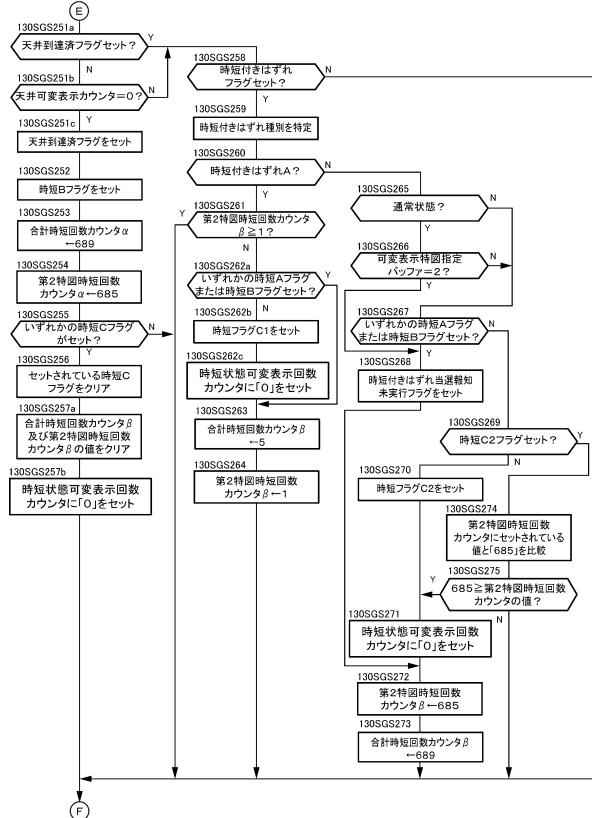 E
130SGS251a
天井到達済フラグセット？
Y
N
130SGS251b
天井可変表示カウンタ＝０？
N
Y
130SGS251c
天井到達済フラグをセット
130SGS252
時短Bフラグをセット
130SGS253
合計時短回数カウンタα
←689
130SGS254
第2特図時短回数
カウンタα←685
130SGS255
いずれかの時短Cフラグ
がセット？
N
Y
130SGS256
セットされている時短C
フラグをクリア
130SGS257a
合計時短回数カウンタβ
及び第2特図時短回数
カウンタβの値をクリア
130SGS257b
時短状態可変表示回数
カウンタに「０」をセット
F
130SGS258
時短付きはずれ
フラグセット？
N
Y
130SGS259
時短付きはずれ種別を特定
130SGS260
時短付きはずれA？
N
Y
130SGS261
第2特図時短回数カウンタ
β≧1？
Y
N
130SGS262a
いずれかの時短Aフラグ
または時短Bフラグセット？
Y
N
130SGS262b
時短フラグC1をセット
130SGS262c
時短状態可変表示回数
カウンタに「０」をセット
130SGS263
合計時短回数カウンタβ
←5
130SGS264
第2特図時短回数
カウンタβ←1
130SGS265
通常状態？
N
Y
130SGS266
可変表示特図指定
バッファ＝2？
N
Y
130SGS267
いずれかの時短Aフラグ
または時短Bフラグセット？
N
Y
130SGS268
時短付きはずれ当選報知
未実行フラグをセット
130SGS269
時短C2フラグセット？
Y
N
130SGS270
時短フラグC2をセット
130SGS274
第2特図時短回数
カウンタにセットされている
値と「685」を比較
130SGS275
685≧第2特図時短回数
カウンタの値？
Y
N
130SGS271
時短状態可変表示回数
カウンタに「０」をセット
130SGS272
第2特図時短回数
カウンタβ←685
130SGS273
合計時短回数カウンタβ
←689